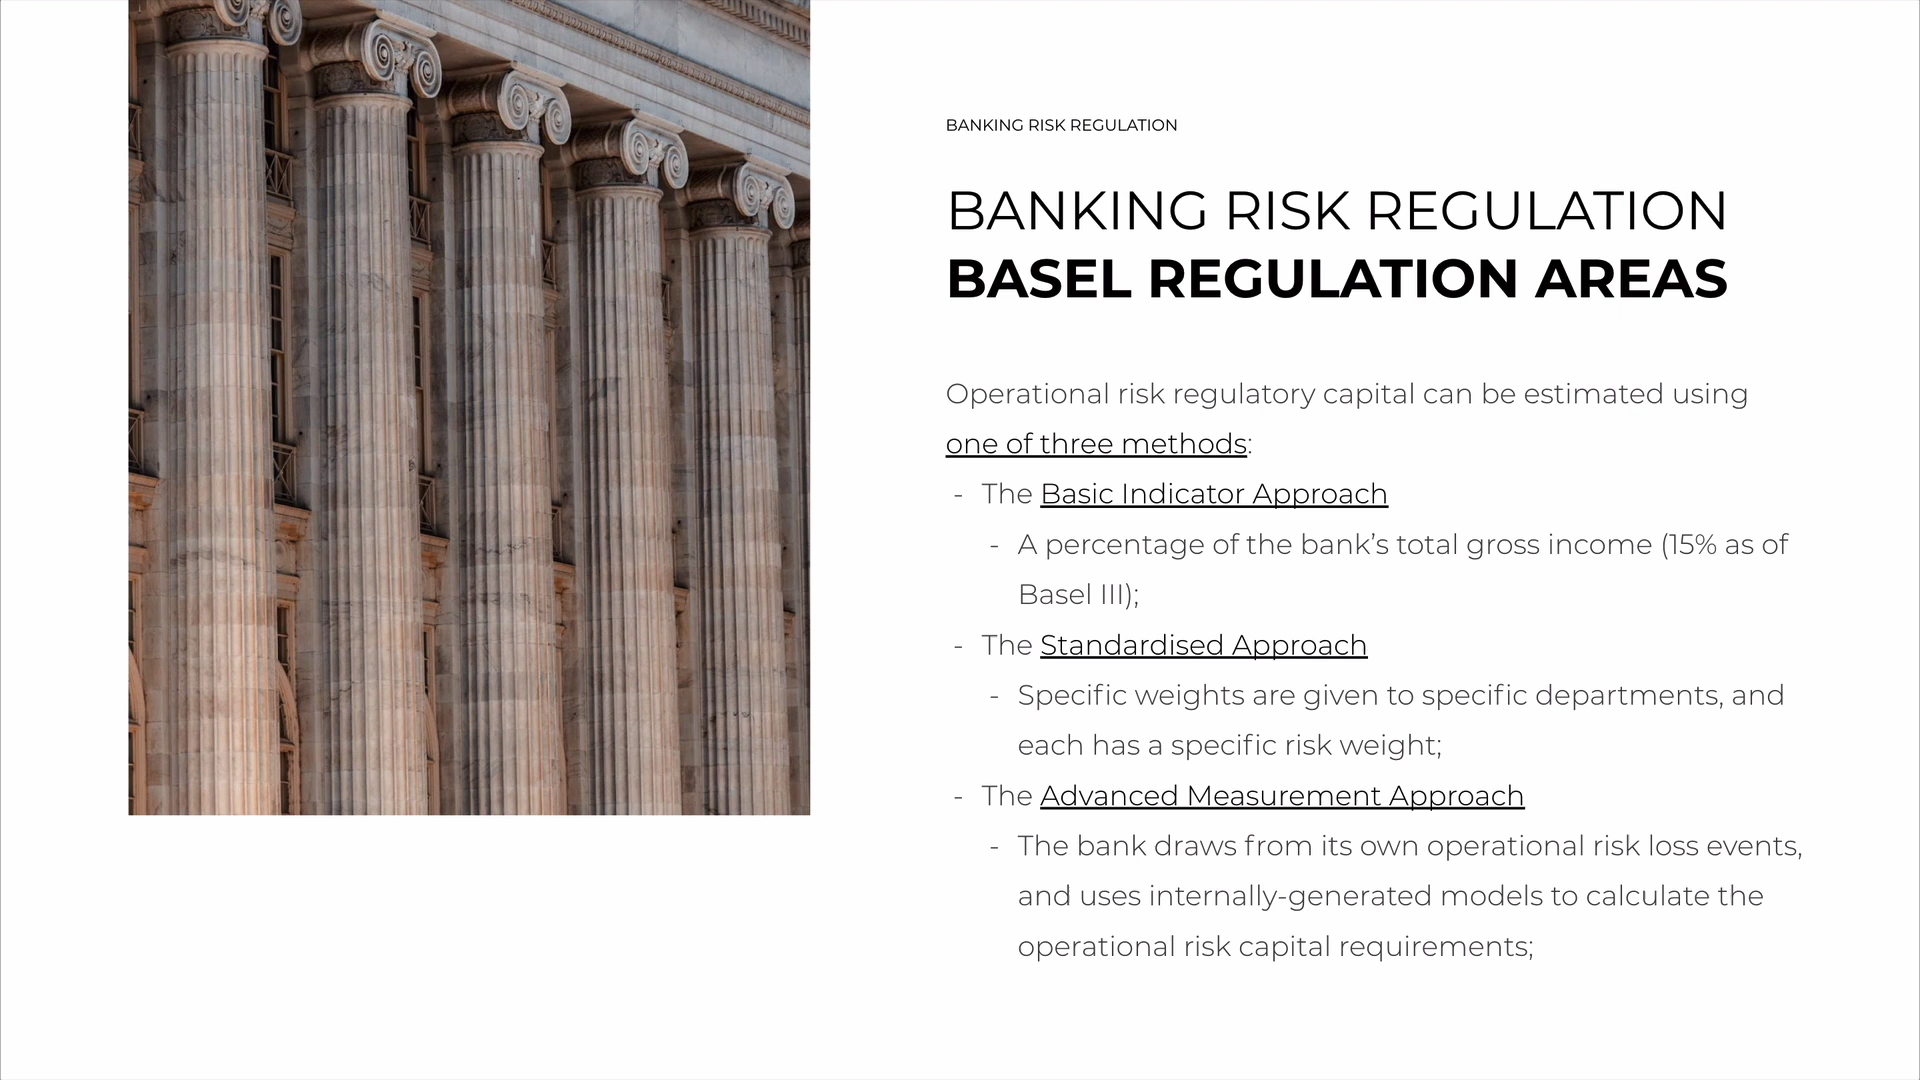 BANKING RISK REGULATION
BANKING RISK REGULATION
BASEL REGULATION AREAS
Operational risk regulatory capital can be estimated using
one of three methods:
- The Basic Indicator Approach
- A percentage of the bank’s total gross income (15% as of
Basel III);
- The Standardised Approach
- Specific weights are given to specific departments, and
each has a specific risk weight;
- The Advanced Measurement Approach
- The bank draws from its own operational risk loss events,
and uses internally-generated models to calculate the
operational risk capital requirements;